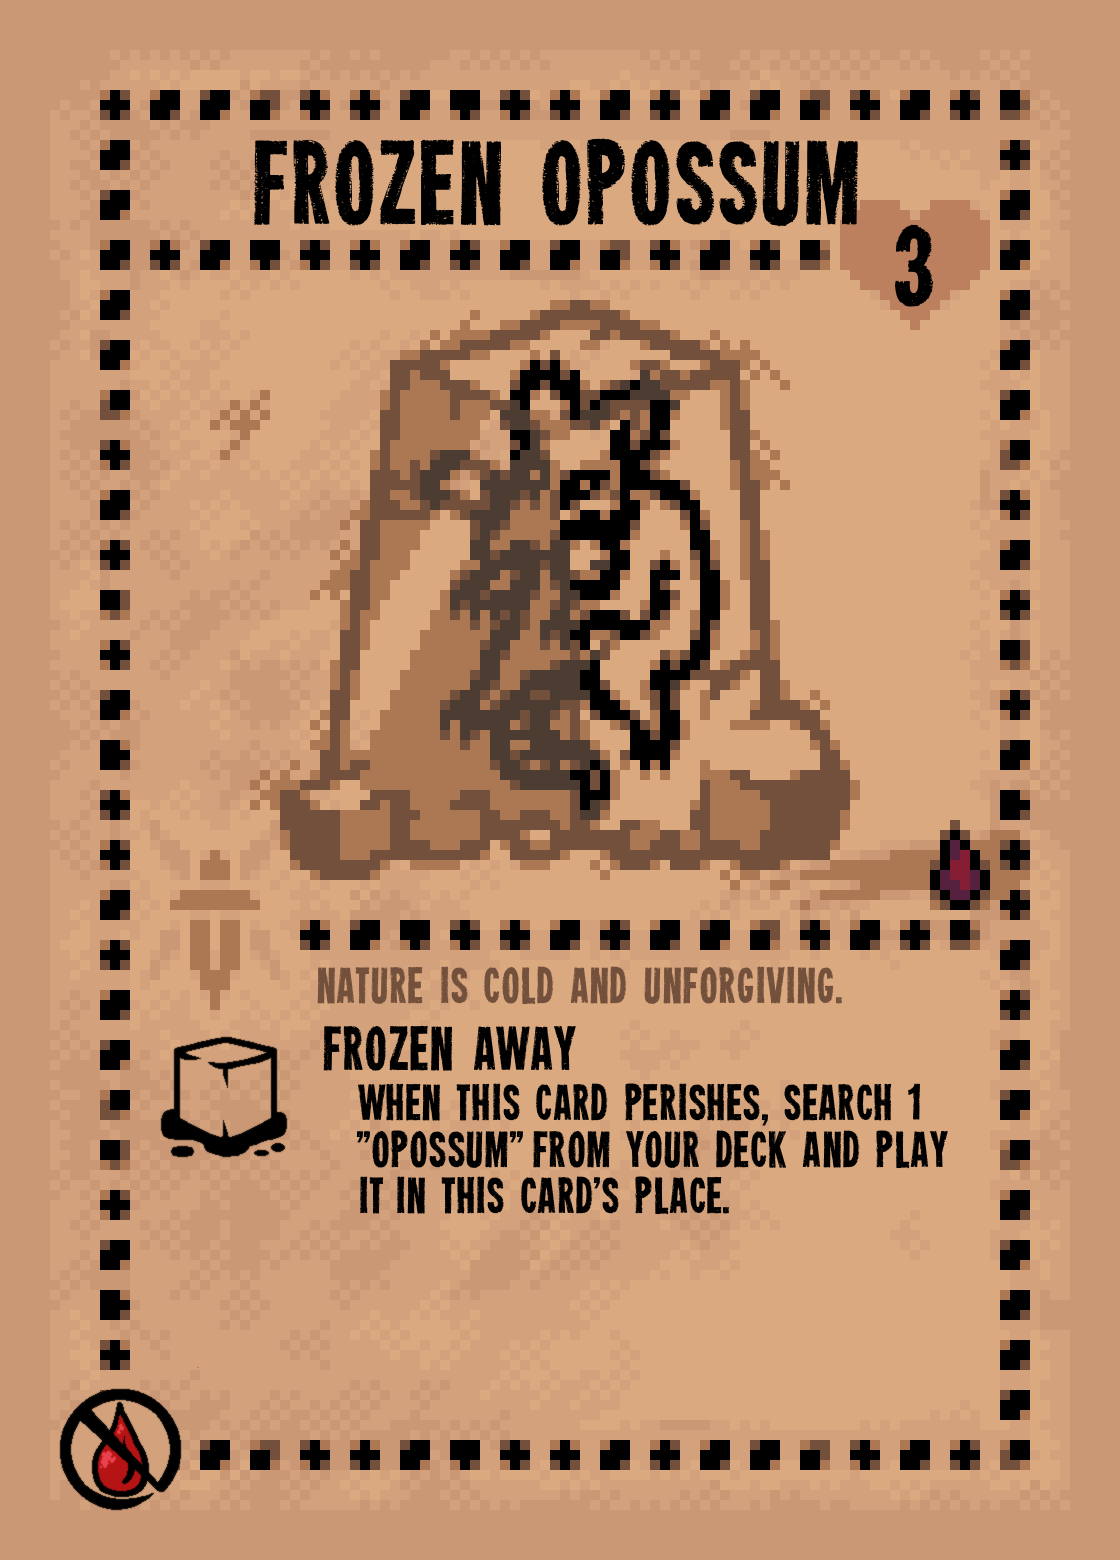 FROZEN OPOSSUM
3
NATURE IS COLD AND UNFORGIVING.
FROZEN AWAY
WHEN THIS CARD PERISHES, SEARCH 1
"OPOSSUM" FROM YOUR DECK AND PLAY
IT IN THIS CARD'S PLACE.